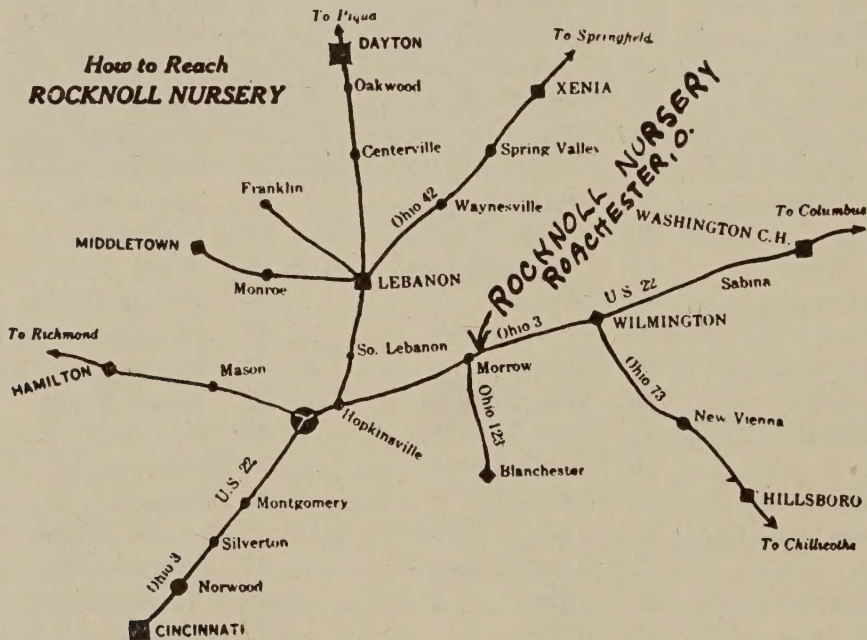 To Piqua
DAYTON
How to Reach
ROCKNOLL NURSERY
Oakwood
To Springfield
XENIA
Centerville
Spring Valley
Franklin
Ohio 42
Waynesville
ROCKNOLL NURSERY
ROACHESTER, O.
To Columbus
WASHINGTON C.H.
MIDDLETOWN
Monroe
LEBANON
Sabina
U S 22
Ohio 3
WILMINGTON
To Richmond
So. Lebanon
Mason
HAMILTON
Morrow
Hopkinsville
Ohio 73
Ohio 123
New Vienna
Blanchester
U.S. 22
Montgomery
HILLSBORO
Silverton
To Chillicothe
Ohio 3
Norwood
CINCINNATI